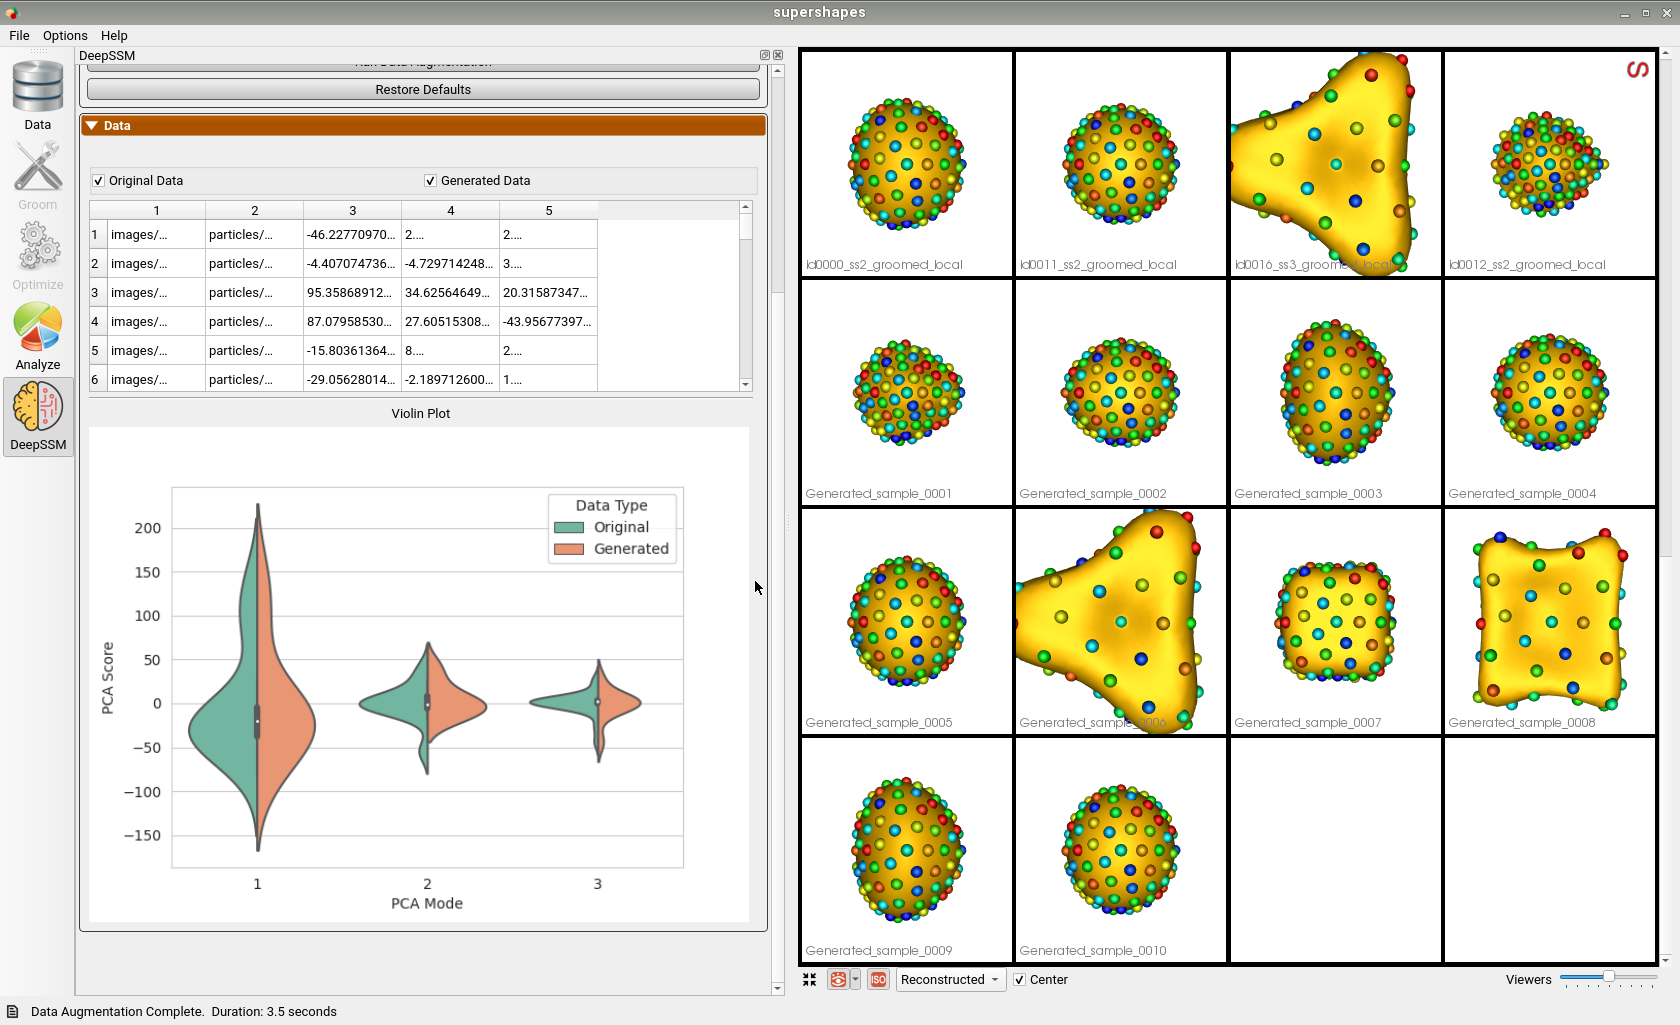 supershapes
File Options Help
Data
Groom
Optimize
Analyze
DeepSSM
DeepSSM
Run Data Augmentation
Restore Defaults
Data
Original Data Generated Data
1 2 3 4 5
1 images/... particles/... -46.22770970... 2.... 2....
2 images/... particles/... -4.407074736... -4.729714248... 3....
3 images/... particles/... 95.35868912... 34.62564649... 20.31587347...
4 images/... particles/... 87.07958530... 27.60515308... -43.95677397...
5 images/... particles/... -15.80361364... 8.... 2....
6 images/... particles/... -29.05628014... -2.189712600... 1....
Violin Plot
Data Type
Original
Generated
200
150
100
50
0
−50
−100
−150
PCA Score
1 2 3
PCA Mode
S
id0000_ss2_groomed_local id0011_ss2_groomed_local id0016_ss3_groomed_local id0012_ss2_groomed_local
Generated_sample_0001 Generated_sample_0002 Generated_sample_0003 Generated_sample_0004
Generated_sample_0005 Generated_sample_0006 Generated_sample_0007 Generated_sample_0008
Generated_sample_0009 Generated_sample_0010
ISO Reconstructed Center Viewers
Data Augmentation Complete. Duration: 3.5 seconds